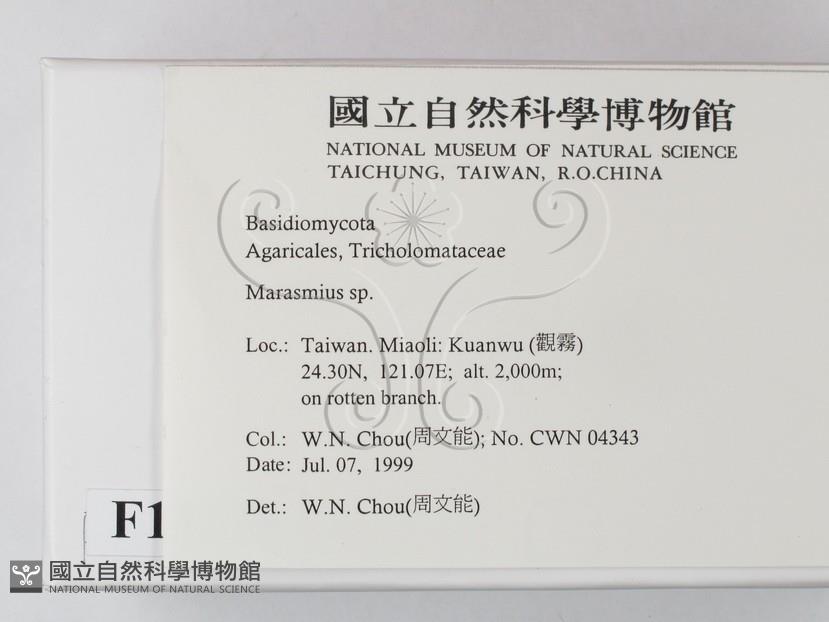 國立自然科學博物館
NATIONAL MUSEUM OF NATURAL SCIENCE
TAICHUNG, TAIWAN, R.O.CHINA
Basidiomycota
Agaricales, Tricholomataceae
Marasmius sp.
Loc.: Taiwan. Miaoli: Kuanwu (觀霧)
24.30N, 121.07E; alt. 2,000m;
on rotten branch.
Col.: W.N. Chou(周文能); No. CWN 04343
Date: Jul. 07, 1999
Det.: W.N. Chou(周文能)
F1
國立自然科學博物館
NATIONAL MUSEUM OF NATURAL SCIENCE